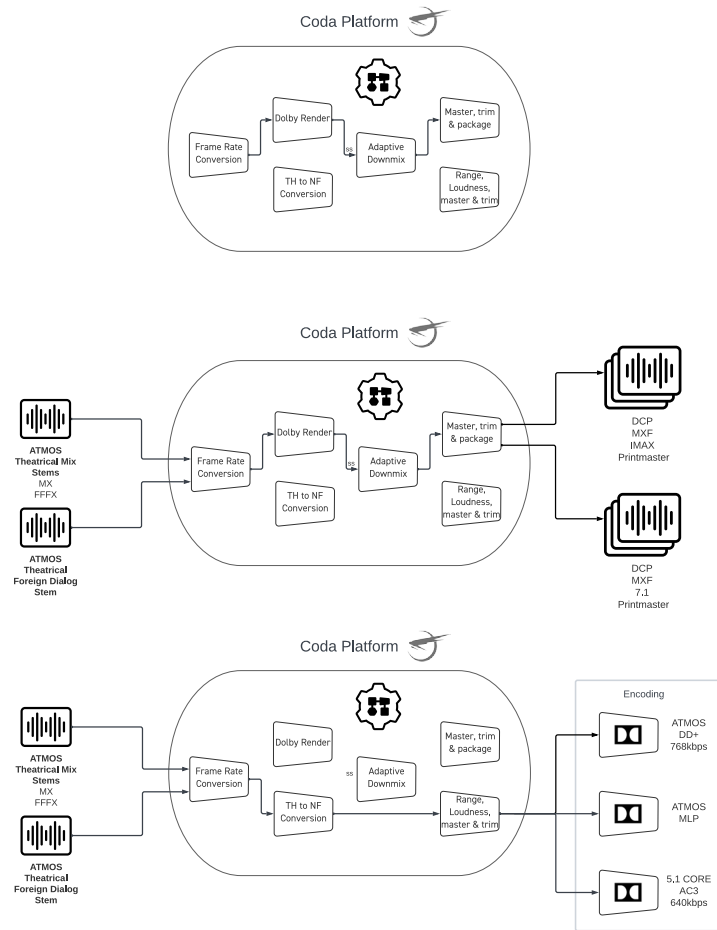 Coda Platform
Dolby Render
Master, trim
& package
Frame Rate
Conversion
ss
Adaptive
Downmix
TH to NF
Conversion
Range,
Loudness,
master & trim
Coda Platform
ATMOS
Theatrical Mix
Stems
MX
FFFX
ATMOS
Theatrical
Foreign Dialog
Stem
Frame Rate
Conversion
Dolby Render
TH to NF
Conversion
ss
Adaptive
Downmix
Master, trim
& package
Range,
Loudness,
master & trim
DCP
MXF
IMAX
Printmaster
DCP
MXF
7.1
Printmaster
Coda Platform
ATMOS
Theatrical Mix
Stems
MX
FFFX
ATMOS
Theatrical
Foreign Dialog
Stem
Frame Rate
Conversion
Dolby Render
TH to NF
Conversion
ss
Adaptive
Downmix
Master, trim
& package
Range,
Loudness,
master & trim
Encoding
ATMOS
DD+
768kbps
ATMOS
MLP
5.1 CORE
AC3
640kbps